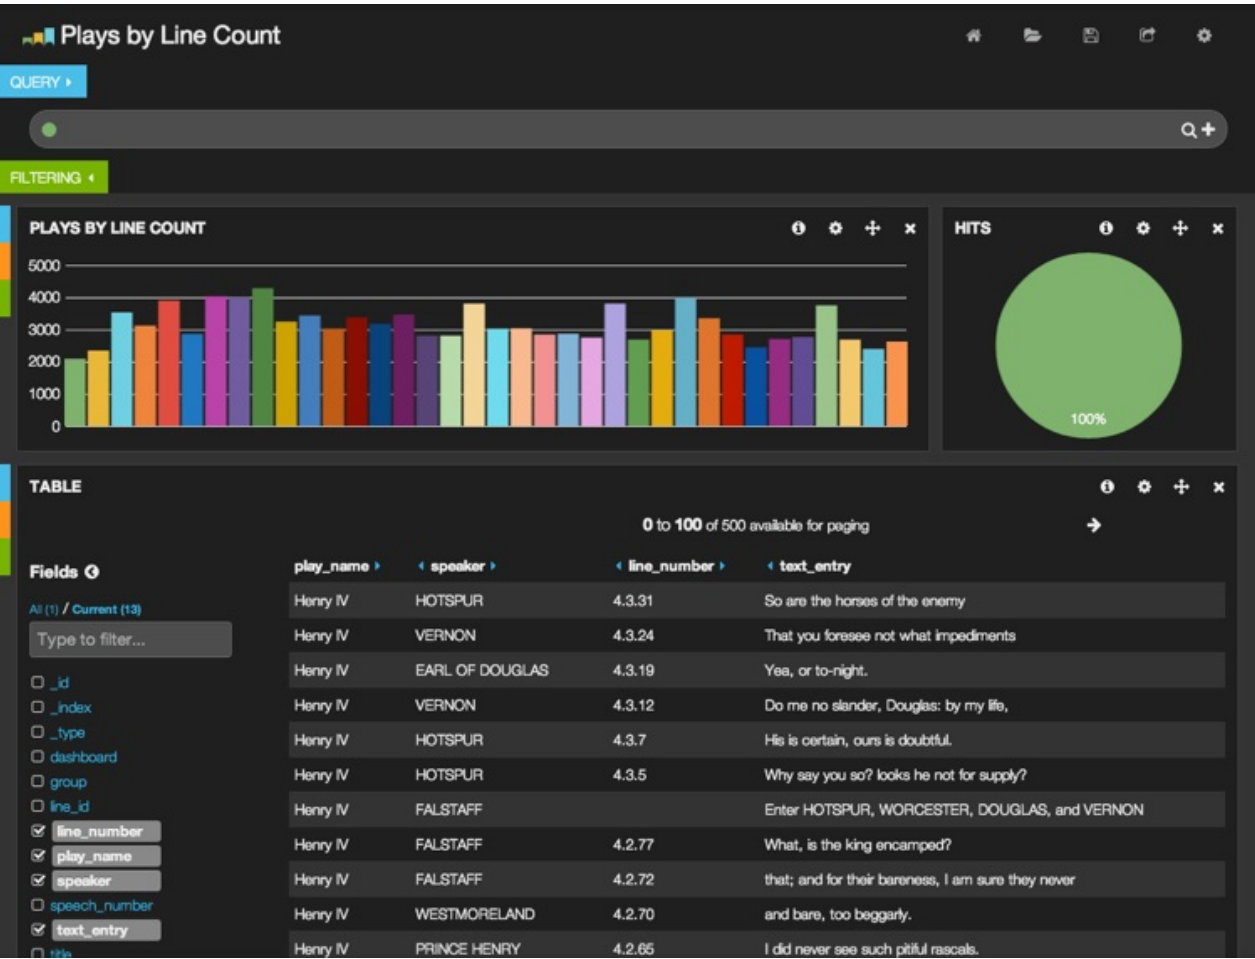 Plays by Line Count
QUERY
FILTERING
PLAYS BY LINE COUNT
5000
4000
3000
2000
1000
0
HITS
100%
TABLE
0 to 100 of 500 available for paging
Fields
All (1) / Current (13)
Type to filter...
_id
_index
_type
dashboard
group
line_id
line_number
play_name
speaker
speech_number
text_entry
title
play_name speaker line_number text_entry
Henry IV HOTSPUR 4.3.31 So are the horses of the enemy
Henry IV VERNON 4.3.24 That you foresee not what impediments
Henry IV EARL OF DOUGLAS 4.3.19 Yea, or to-night.
Henry IV VERNON 4.3.12 Do me no slander, Douglas: by my life,
Henry IV HOTSPUR 4.3.7 His is certain, ours is doubtful.
Henry IV HOTSPUR 4.3.5 Why say you so? looks he not for supply?
Henry IV FALSTAFF Enter HOTSPUR, WORCESTER, DOUGLAS, and VERNON
Henry IV FALSTAFF 4.2.77 What, is the king encamped?
Henry IV FALSTAFF 4.2.72 that; and for their bareness, I am sure they never
Henry IV WESTMORELAND 4.2.70 and bare, too beggarly.
Henry IV PRINCE HENRY 4.2.65 I did never see such pitiful rascals.